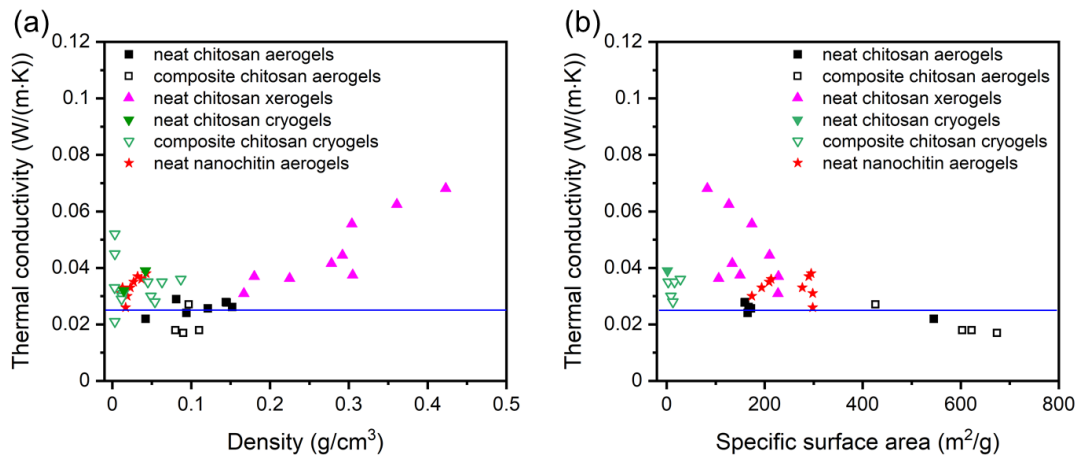 (a)
0.12
0.1
0.08
0.06
0.04
0.02
0
Thermal conductivity (W/(m·K))
neat chitosan aerogels
composite chitosan aerogels
neat chitosan xerogels
neat chitosan cryogels
composite chitosan cryogels
neat nanochitin aerogels
0 0.1 0.2 0.3 0.4 0.5
Density (g/cm³)
(b)
0.12
0.1
0.08
0.06
0.04
0.02
0
Thermal conductivity (W/(m·K))
neat chitosan aerogels
composite chitosan aerogels
neat chitosan xerogels
neat chitosan cryogels
composite chitosan cryogels
neat nanochitin aerogels
0 200 400 600 800
Specific surface area (m²/g)